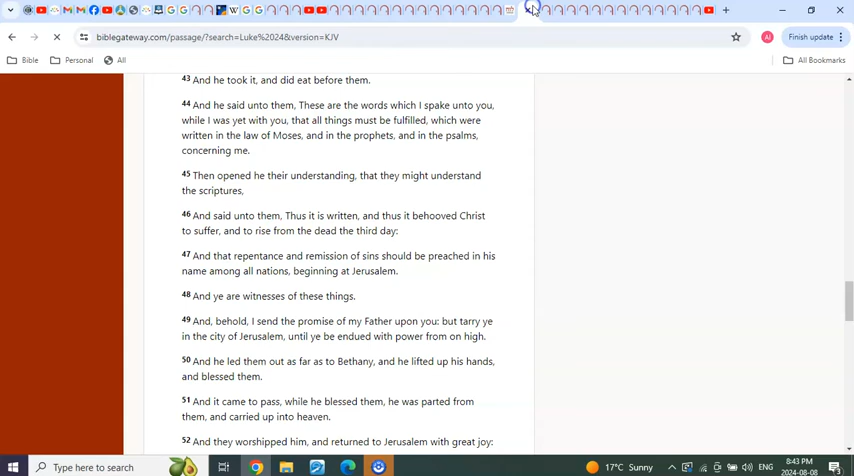 biblegateway.com/passage/?search=Luke%2024&version=KJV
AI
Finish update
Bible
Personal
All
All Bookmarks
43 And he took it, and did eat before them.
44 And he said unto them, These are the words which I spake unto you,
while I was yet with you, that all things must be fulfilled, which were
written in the law of Moses, and in the prophets, and in the psalms,
concerning me.
45 Then opened he their understanding, that they might understand
the scriptures,
46 And said unto them, Thus it is written, and thus it behooved Christ
to suffer, and to rise from the dead the third day:
47 And that repentance and remission of sins should be preached in his
name among all nations, beginning at Jerusalem.
48 And ye are witnesses of these things.
49 And, behold, I send the promise of my Father upon you: but tarry ye
in the city of Jerusalem, until ye be endued with power from on high.
50 And he led them out as far as to Bethany, and he lifted up his hands,
and blessed them.
51 And it came to pass, while he blessed them, he was parted from
them, and carried up into heaven.
52 And they worshipped him, and returned to Jerusalem with great joy:
Type here to search
17°C Sunny
ENG
8:43 PM
2024-08-08
3